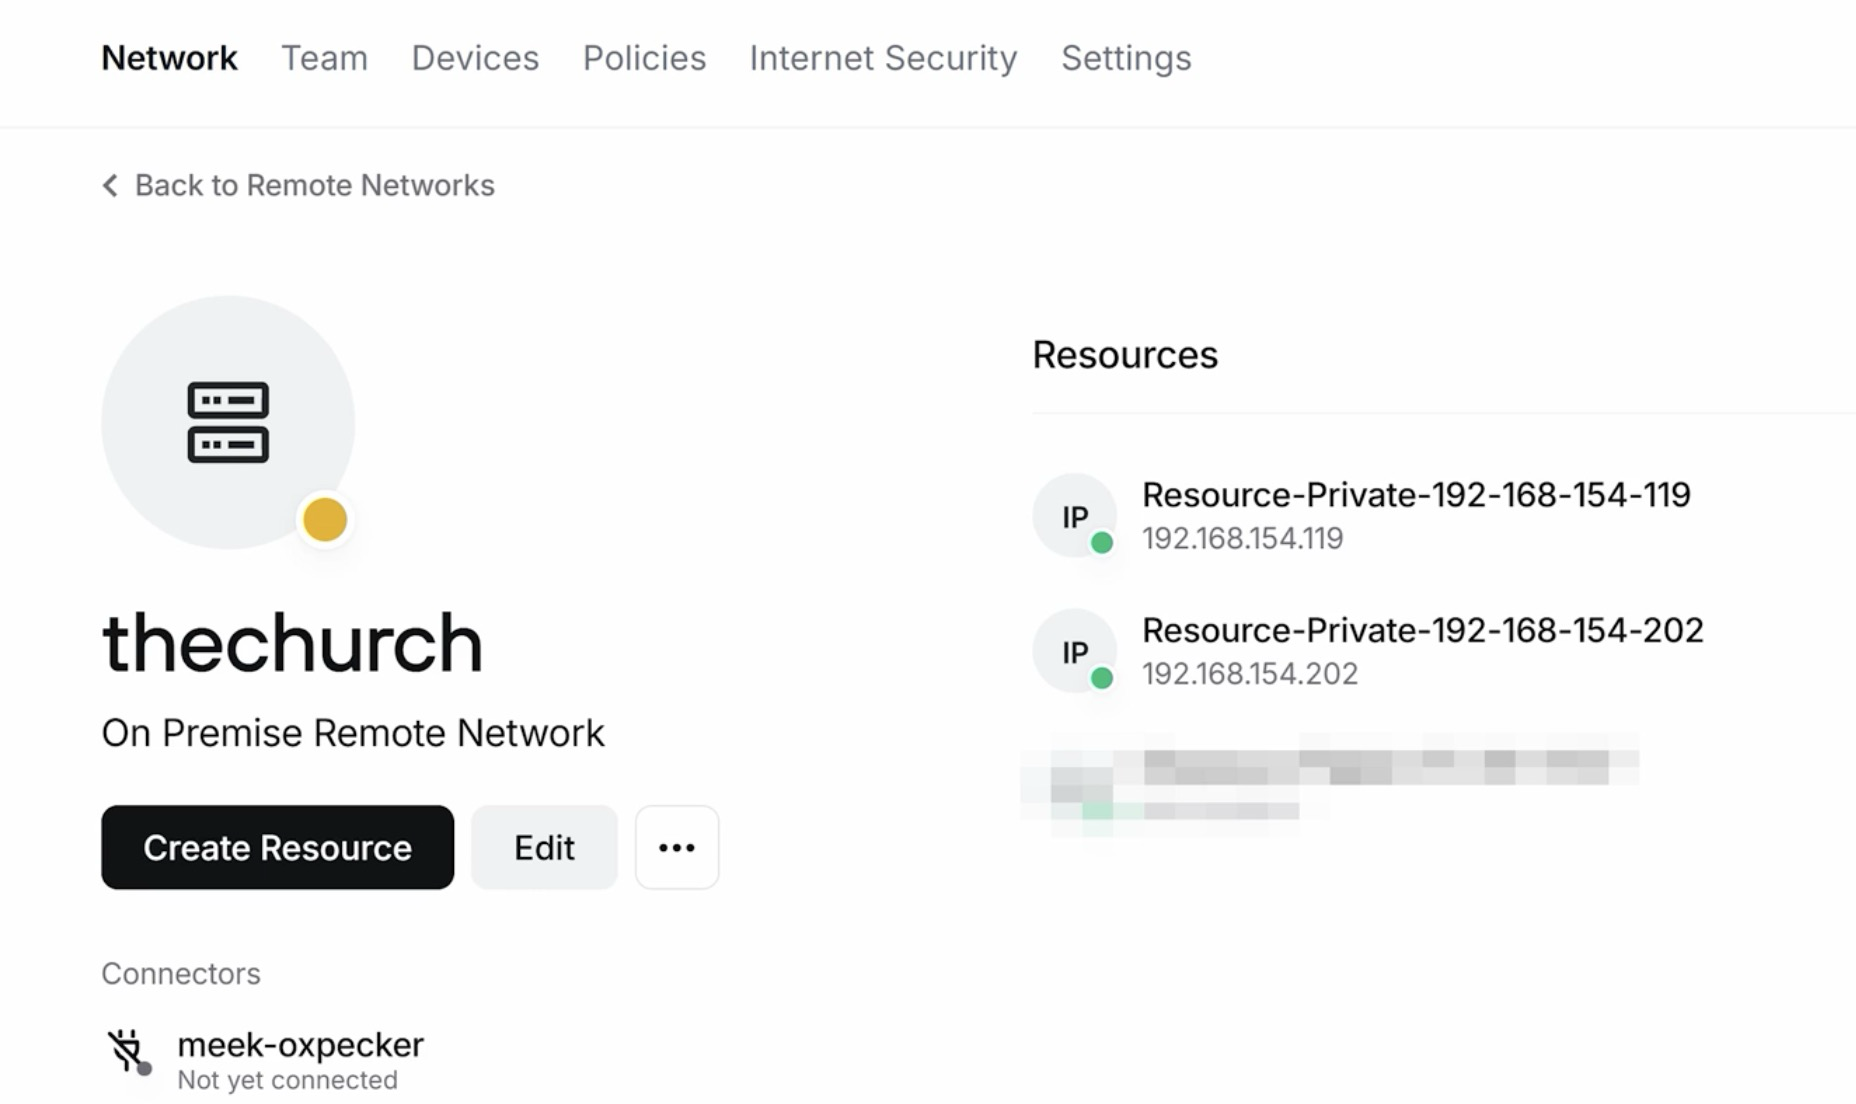 Network Team Devices Policies Internet Security Settings
Back to Remote Networks
thechurch
On Premise Remote Network
Create Resource Edit
Connectors
meek-oxpecker
Not yet connected
Resources
IP Resource-Private-192-168-154-119
192.168.154.119
IP Resource-Private-192-168-154-202
192.168.154.202